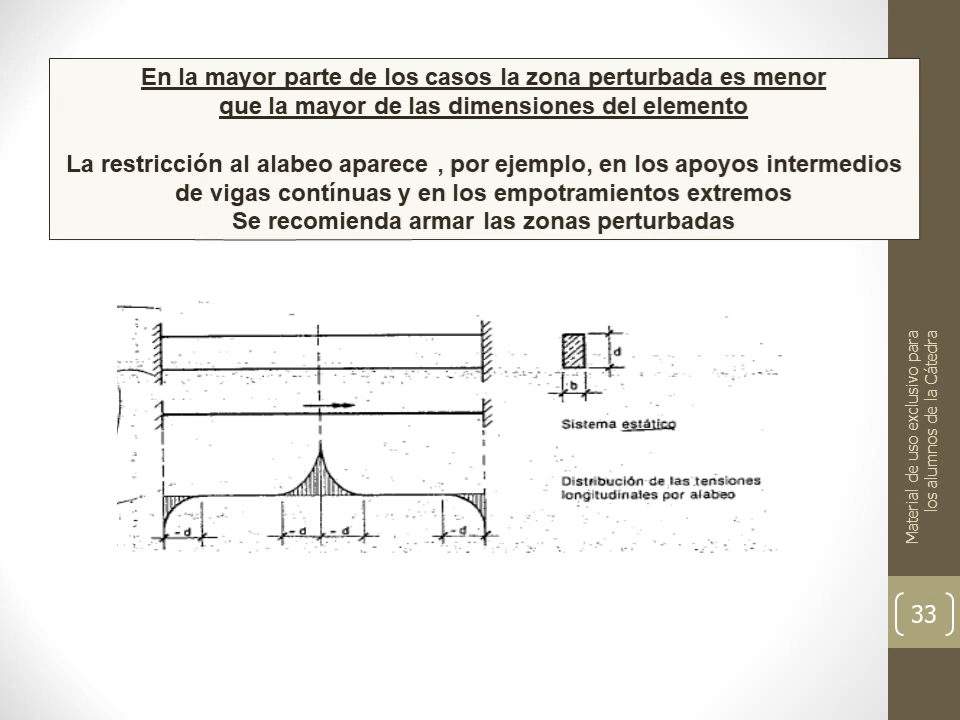 En la mayor parte de los casos la zona perturbada es menor
que la mayor de las dimensiones del elemento
La restricción al alabeo aparece , por ejemplo, en los apoyos intermedios
de vigas contínuas y en los empotramientos extremos
Se recomienda armar las zonas perturbadas
d
b
Sistema estático
Distribución de las tensiones
longitudinales por alabeo
~d
~d
~d
~d
Material de uso exclusivo para
los alumnos de la Cátedra
33